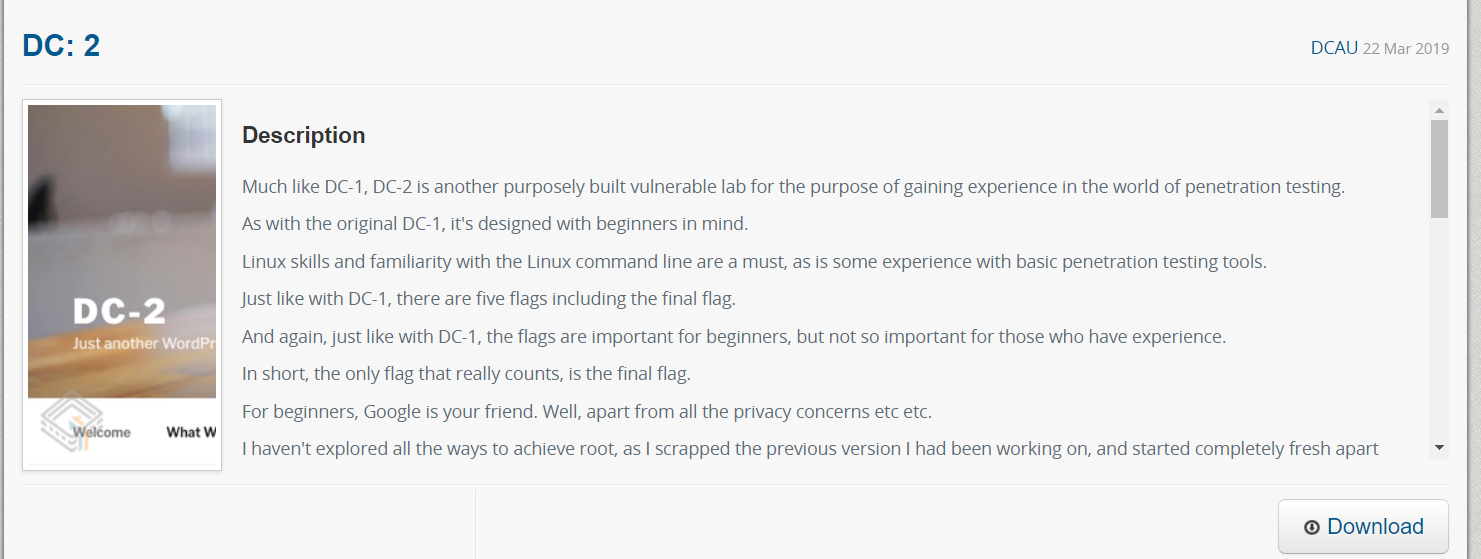 DC: 2
DCAU 22 Mar 2019
Description
Much like DC-1, DC-2 is another purposely built vulnerable lab for the purpose of gaining experience in the world of penetration testing.
As with the original DC-1, it's designed with beginners in mind.
Linux skills and familiarity with the Linux command line are a must, as is some experience with basic penetration testing tools.
Just like with DC-1, there are five flags including the final flag.
And again, just like with DC-1, the flags are important for beginners, but not so important for those who have experience.
In short, the only flag that really counts, is the final flag.
For beginners, Google is your friend. Well, apart from all the privacy concerns etc etc.
I haven't explored all the ways to achieve root, as I scrapped the previous version I had been working on, and started completely fresh apart
DC-2
Just another WordPr
Welcome
What W
Download